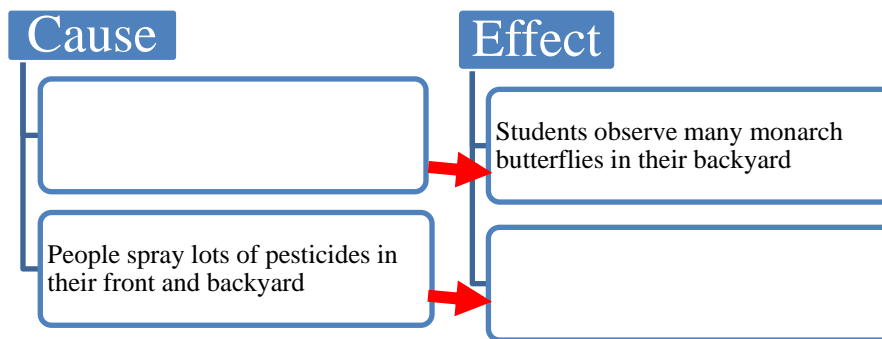 Cause
Effect
Students observe many monarch
butterflies in their backyard
People spray lots of pesticides in
their front and backyard